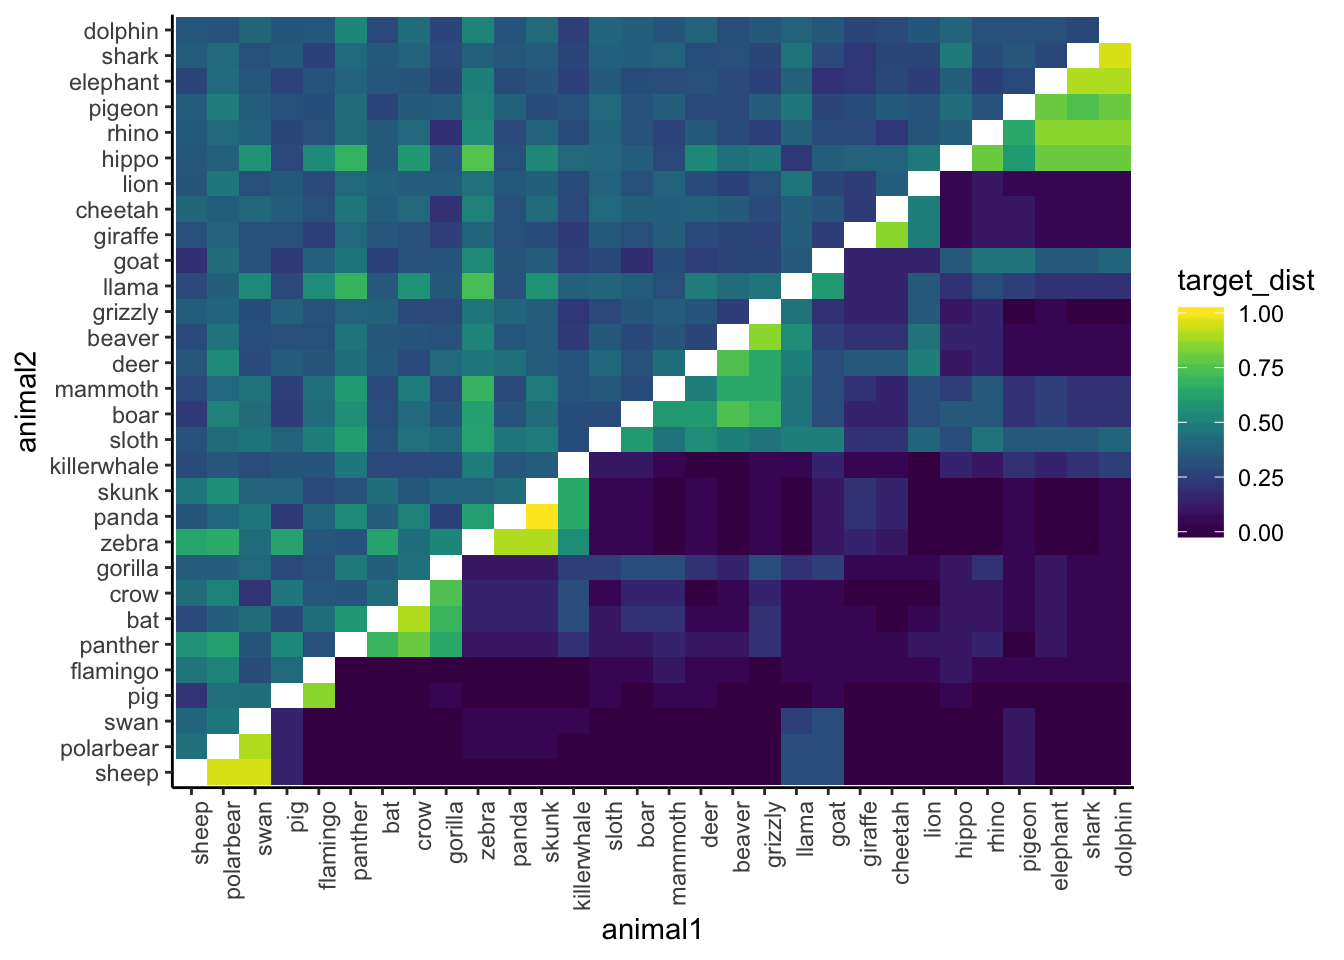 dolphin
shark
elephant
pigeon
rhino
hippo
lion
cheetah
giraffe
goat
llama
grizzly
beaver
deer
mammoth
boar
sloth
killerwhale
skunk
panda
zebra
gorilla
crow
bat
panther
flamingo
pig
swan
polarbear
sheep
animal2
sheep
polarbear
swan
pig
flamingo
panther
bat
crow
gorilla
zebra
panda
skunk
killerwhale
sloth
boar
mammoth
deer
beaver
grizzly
llama
goat
giraffe
cheetah
lion
hippo
rhino
pigeon
elephant
shark
dolphin
animal1
target_dist
1.00
0.75
0.50
0.25
0.00